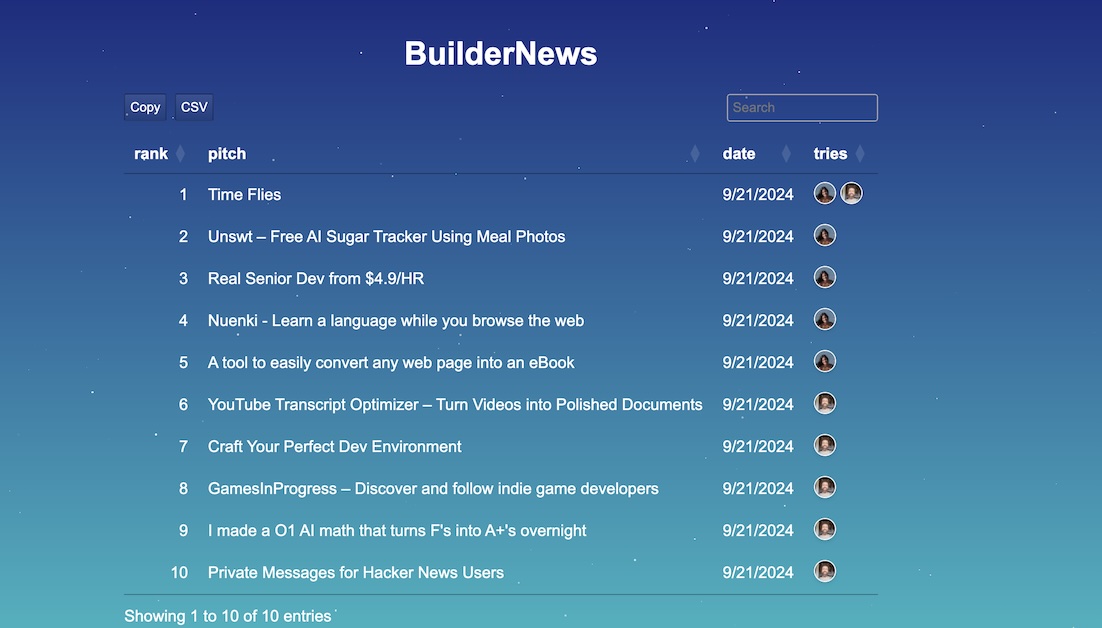 BuilderNews
Copy CSV Search
rank pitch date tries
1 Time Flies 9/21/2024
2 Unswt – Free AI Sugar Tracker Using Meal Photos 9/21/2024
3 Real Senior Dev from $4.9/HR 9/21/2024
4 Nuenki - Learn a language while you browse the web 9/21/2024
5 A tool to easily convert any web page into an eBook 9/21/2024
6 YouTube Transcript Optimizer – Turn Videos into Polished Documents 9/21/2024
7 Craft Your Perfect Dev Environment 9/21/2024
8 GamesInProgress – Discover and follow indie game developers 9/21/2024
9 I made a O1 AI math that turns F's into A+'s overnight 9/21/2024
10 Private Messages for Hacker News Users 9/21/2024
Showing 1 to 10 of 10 entries